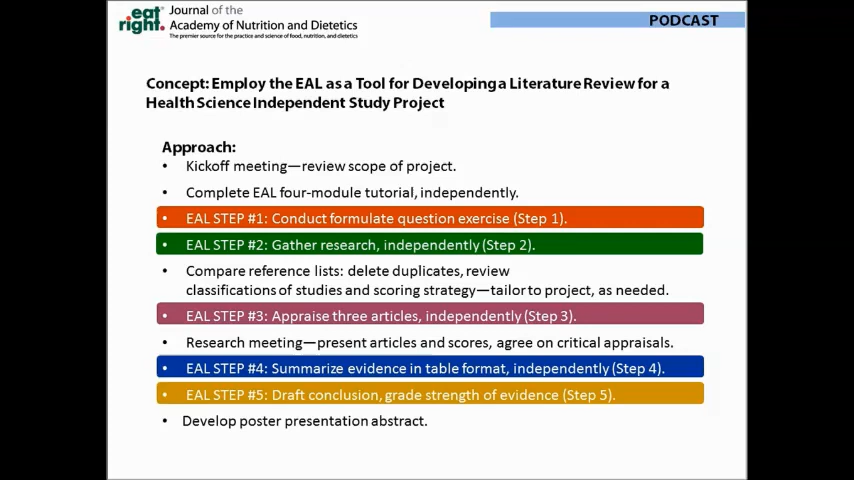 eat right.
Journal of the
Academy of Nutrition and Dietetics
The premier source for the practice and science of food, nutrition, and dietetics
PODCAST
Concept: Employ the EAL as a Tool for Developing a Literature Review for a
Health Science Independent Study Project
Approach:
• Kickoff meeting—review scope of project.
• Complete EAL four-module tutorial, independently.
• EAL STEP #1: Conduct formulate question exercise (Step 1).
• EAL STEP #2: Gather research, independently (Step 2).
• Compare reference lists: delete duplicates, review
classifications of studies and scoring strategy—tailor to project, as needed.
• EAL STEP #3: Appraise three articles, independently (Step 3).
• Research meeting—present articles and scores, agree on critical appraisals.
• EAL STEP #4: Summarize evidence in table format, independently (Step 4).
• EAL STEP #5: Draft conclusion, grade strength of evidence (Step 5).
• Develop poster presentation abstract.